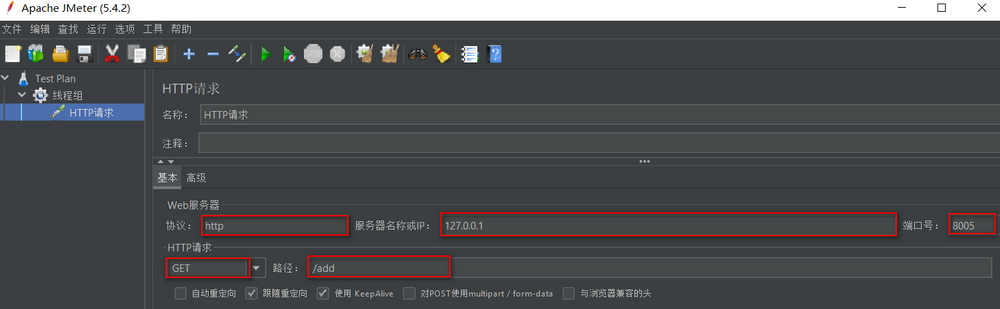 Apache JMeter (5.4.2)
文件 编辑 查找 运行 选项 工具 帮助
Test Plan
线程组
HTTP请求
HTTP请求
名称： HTTP请求
注释：
基本 高级
Web服务器
协议： http 服务器名称或IP： 127.0.0.1 端口号： 8005
HTTP请求
GET 路径： /add
自动重定向 跟随重定向 使用 KeepAlive 对POST使用multipart / form-data 与浏览器兼容的头